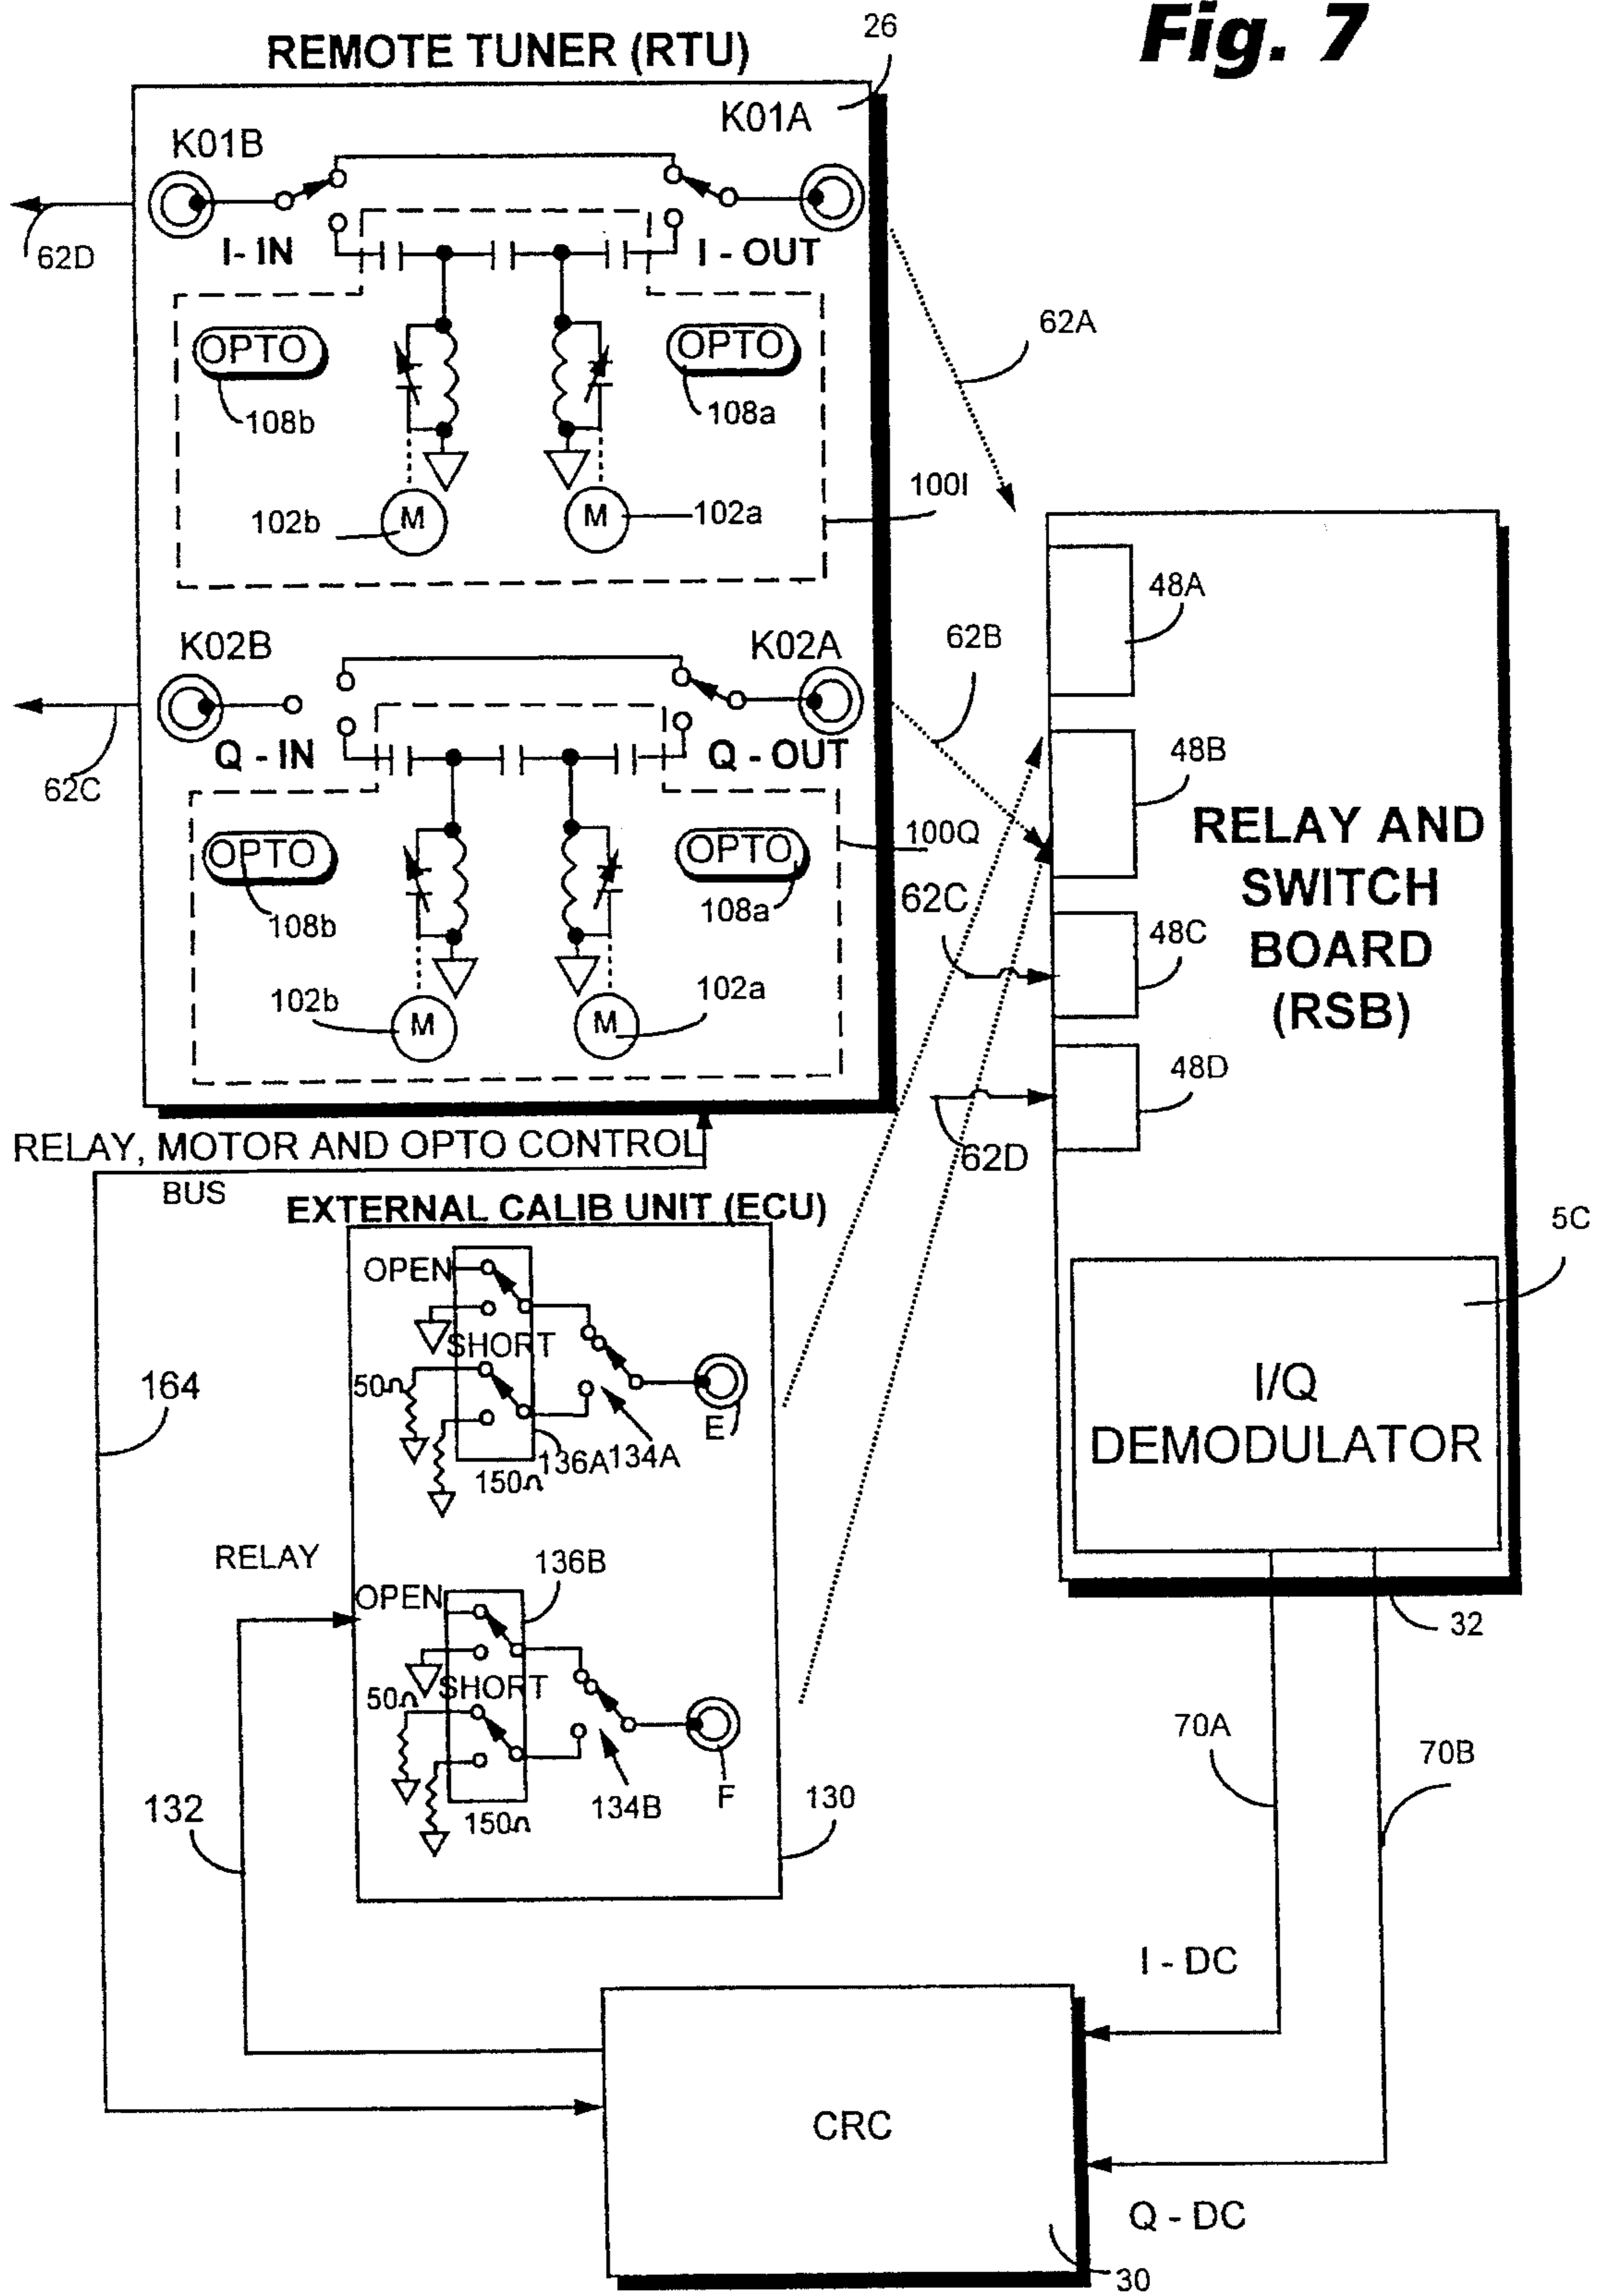 Fig. 7
26
REMOTE TUNER (RTU)
K01B
K01A
62D
I- IN
I - OUT
62A
OPTO
OPTO
108b
108a
102b
M
M
102a
100I
48A
K02B
K02A
62B
62C
Q - IN
Q - OUT
48B
OPTO
OPTO
100Q
108b
108a
62C
48C
RELAY AND
SWITCH
BOARD
(RSB)
102b
M
M
102a
48D
62D
RELAY, MOTOR AND OPTO CONTROL
BUS
EXTERNAL CALIB UNIT (ECU)
5C
OPEN
SHORT
50Ω
E
136A
134A
150Ω
164
I/Q
DEMODULATOR
RELAY
136B
OPEN
SHORT
50Ω
134B
F
150Ω
130
132
32
70A
70B
I - DC
CRC
Q - DC
30